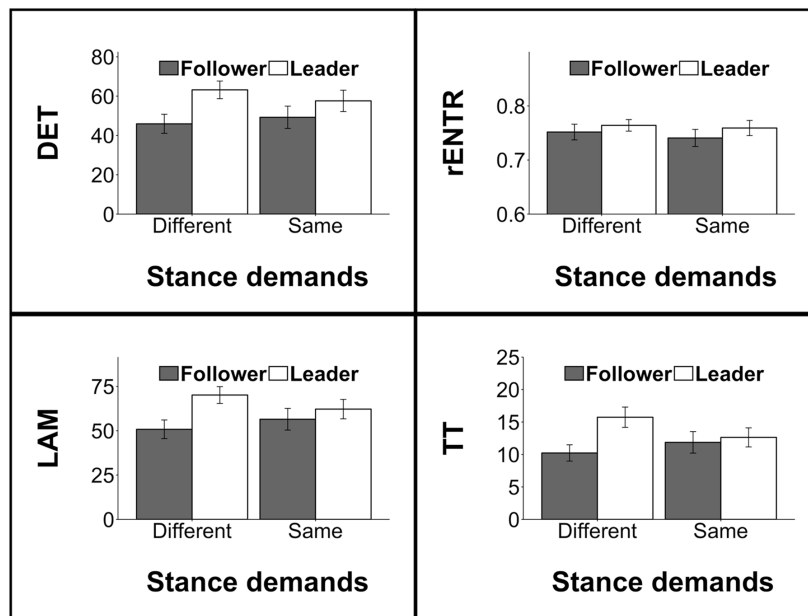 DET
80
60
40
20
0
Follower Leader
Different Same
Stance demands
rENTR
0.8
0.7
0.6
Follower Leader
Different Same
Stance demands
LAM
75
50
25
0
Follower Leader
Different Same
Stance demands
TT
25
20
15
10
5
0
Follower Leader
Different Same
Stance demands